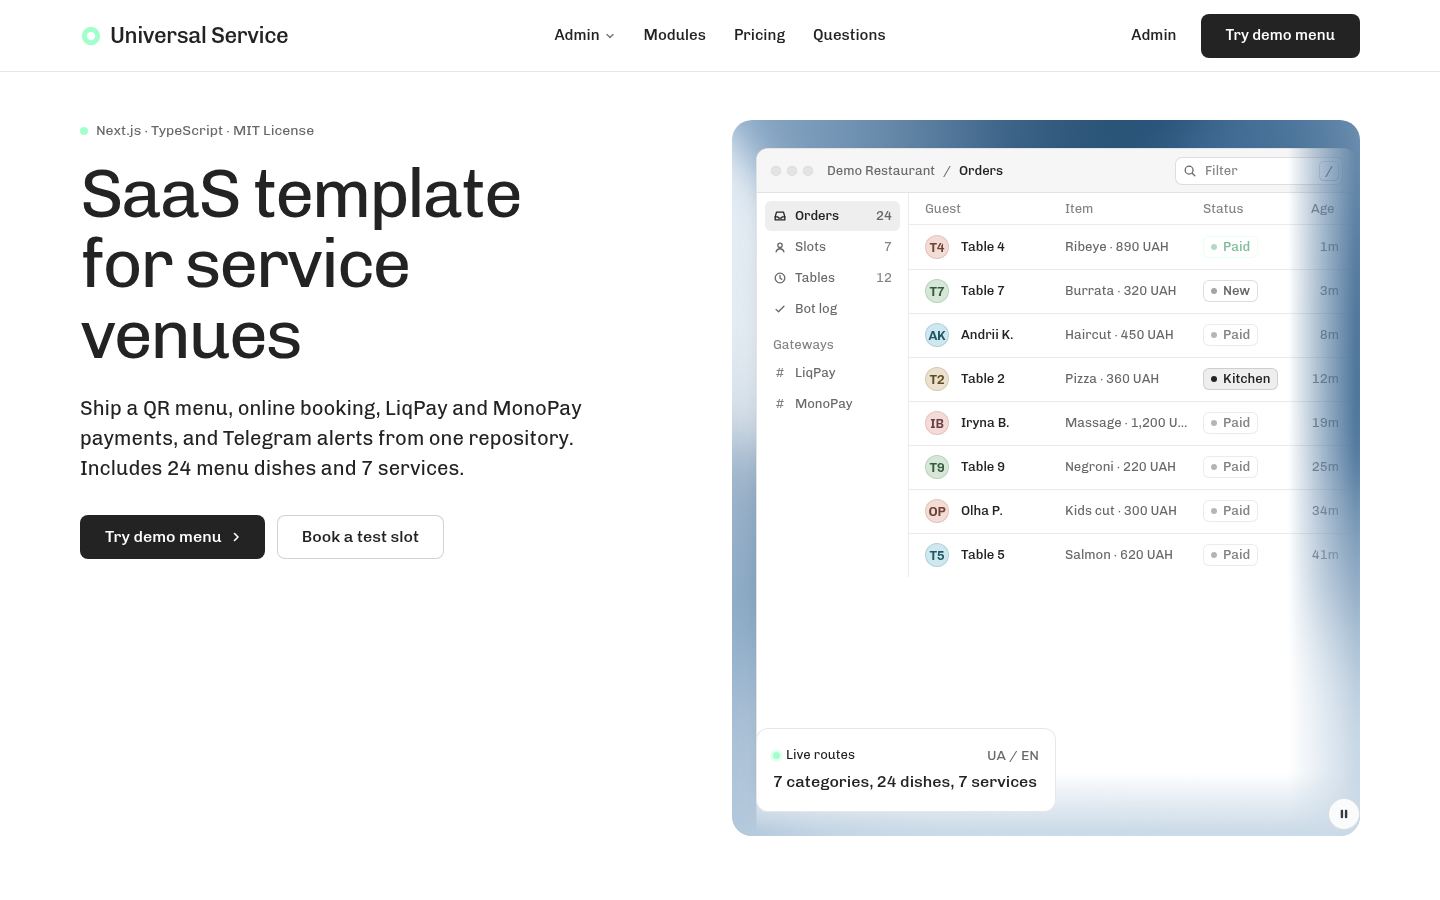 Universal Service
Admin
Modules
Pricing
Questions
Admin
Try demo menu
Next.js · TypeScript · MIT License
SaaS template
for service
venues
Ship a QR menu, online booking, LiqPay and MonoPay
payments, and Telegram alerts from one repository.
Includes 24 menu dishes and 7 services.
Try demo menu
Book a test slot
Demo Restaurant / Orders
Filter /
Orders 24
Slots 7
Tables 12
Bot log
Gateways
# LiqPay
# MonoPay
Guest Item Status Age
T4 Table 4 Ribeye · 890 UAH Paid 1m
T7 Table 7 Burrata · 320 UAH New 3m
AK Andrii K. Haircut · 450 UAH Paid 8m
T2 Table 2 Pizza · 360 UAH Kitchen 12m
IB Iryna B. Massage · 1,200 U... Paid 19m
T9 Table 9 Negroni · 220 UAH Paid 25m
OP Olha P. Kids cut · 300 UAH Paid 34m
T5 Table 5 Salmon · 620 UAH Paid 41m
Live routes UA / EN
7 categories, 24 dishes, 7 services